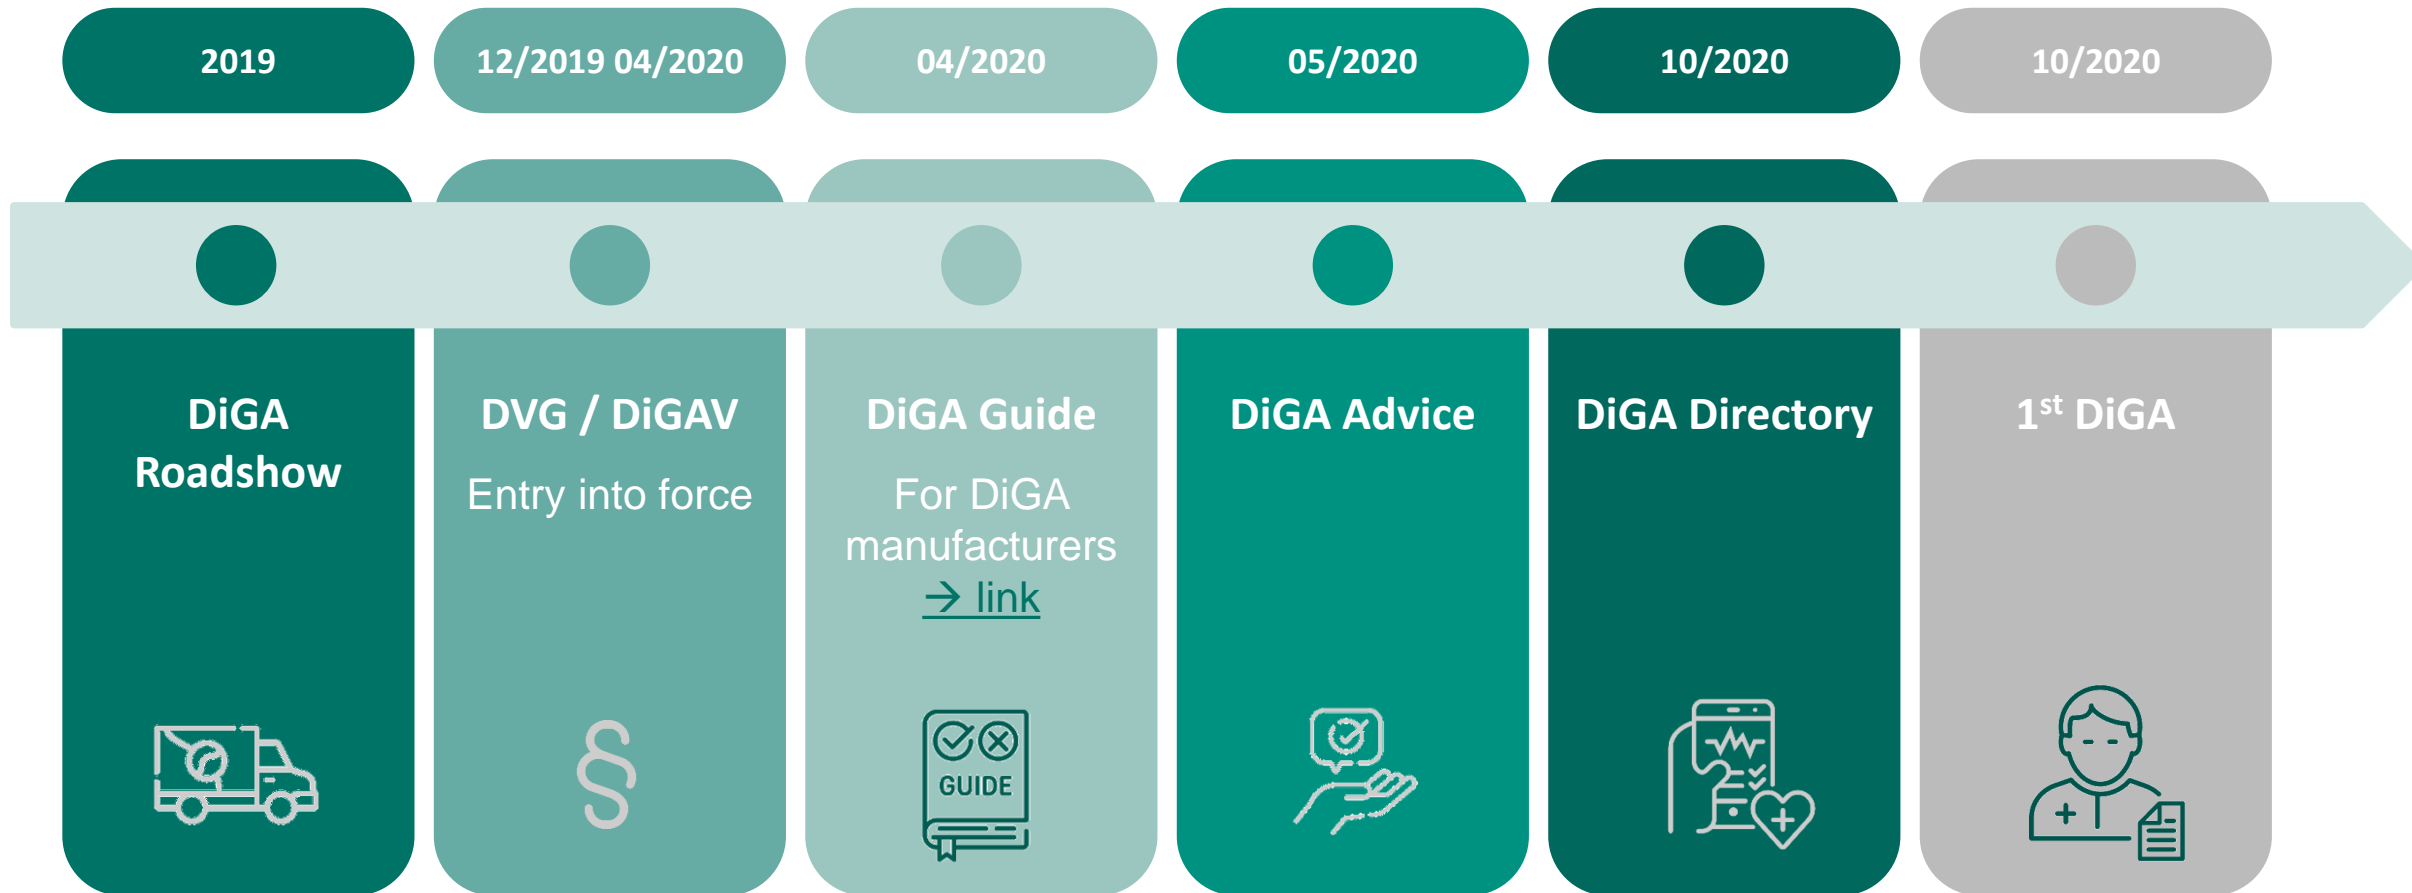 2019
12/2019 04/2020
04/2020
05/2020
10/2020
10/2020
DiGA
Roadshow
DVG / DiGAV
Entry into force
§
DiGA Guide
For DiGA
manufacturers
→ link
GUIDE
DiGA Advice
DiGA Directory
1st DiGA